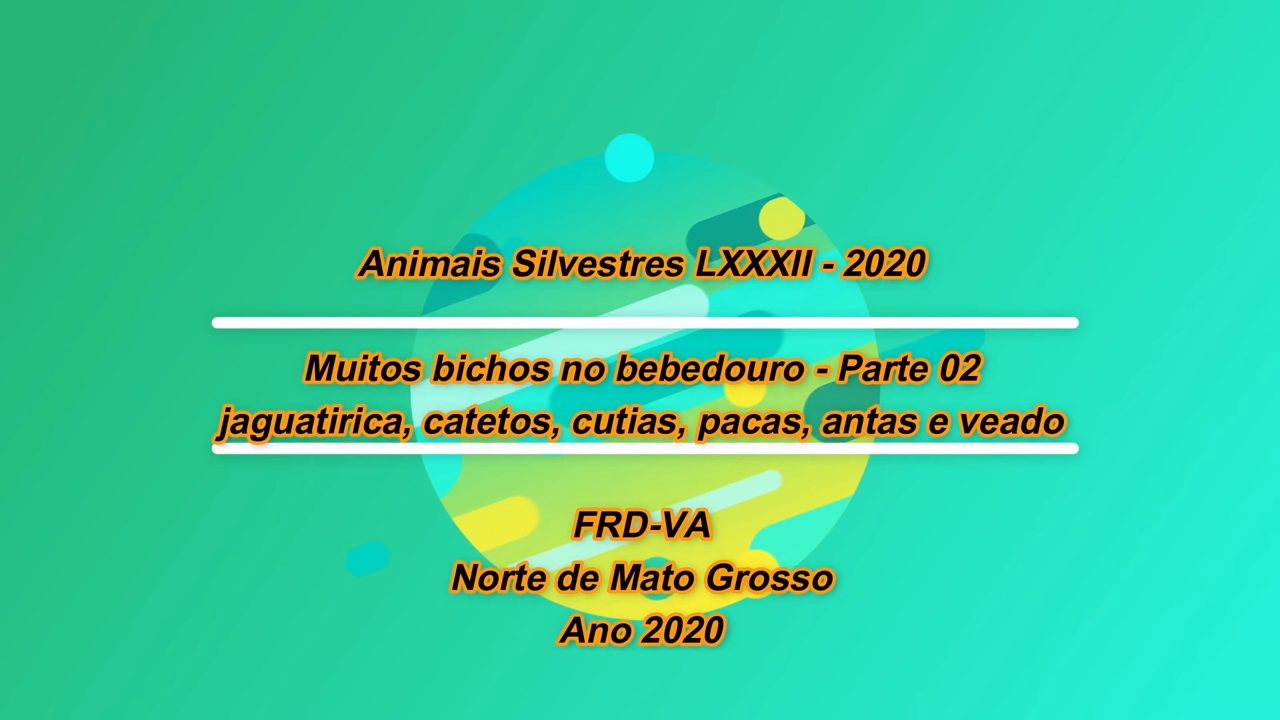 Animais Silvestres LXXXII - 2020
Muitos bichos no bebedouro - Parte 02
jaguatirica, catetos, cutias, pacas, antas e veado
FRD-VA
Norte de Mato Grosso
Ano 2020